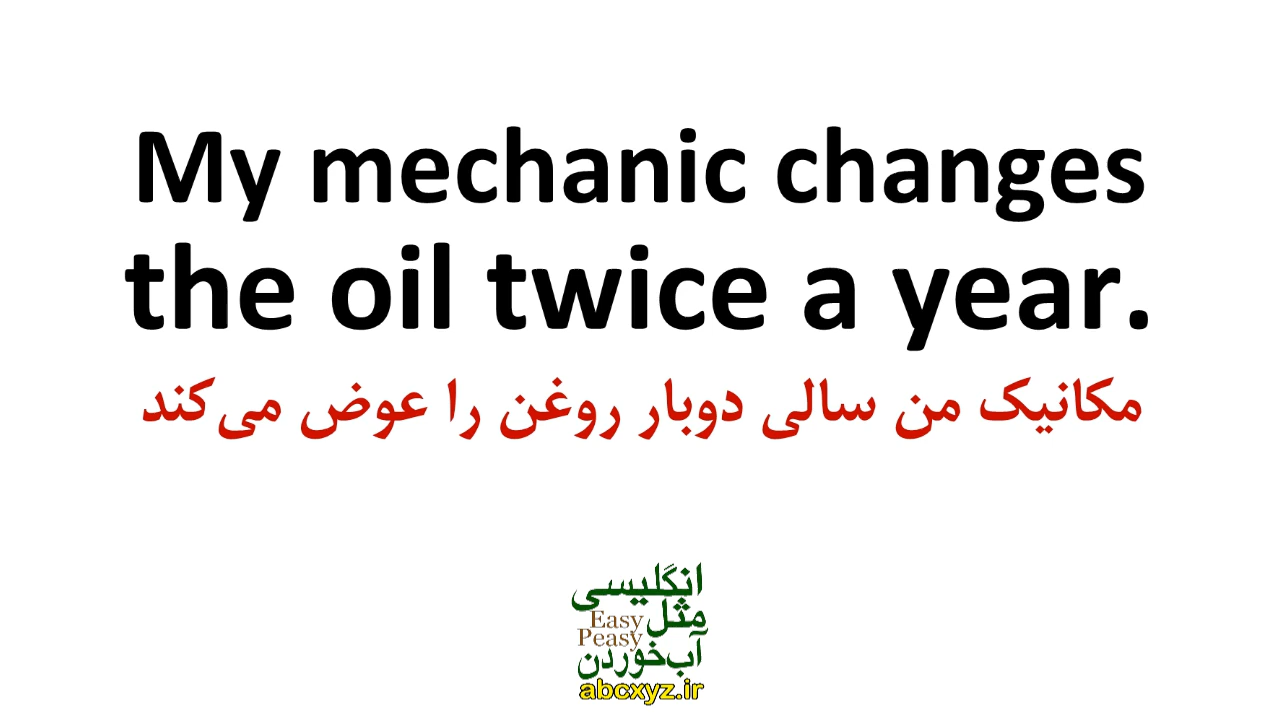 My mechanic changes
the oil twice a year.
مکانیک من سالی دوبار روغن را عوض می‌کند
انگلیسی
مثل
Easy
Peasy
آب‌خوردن
abcxyz.ir